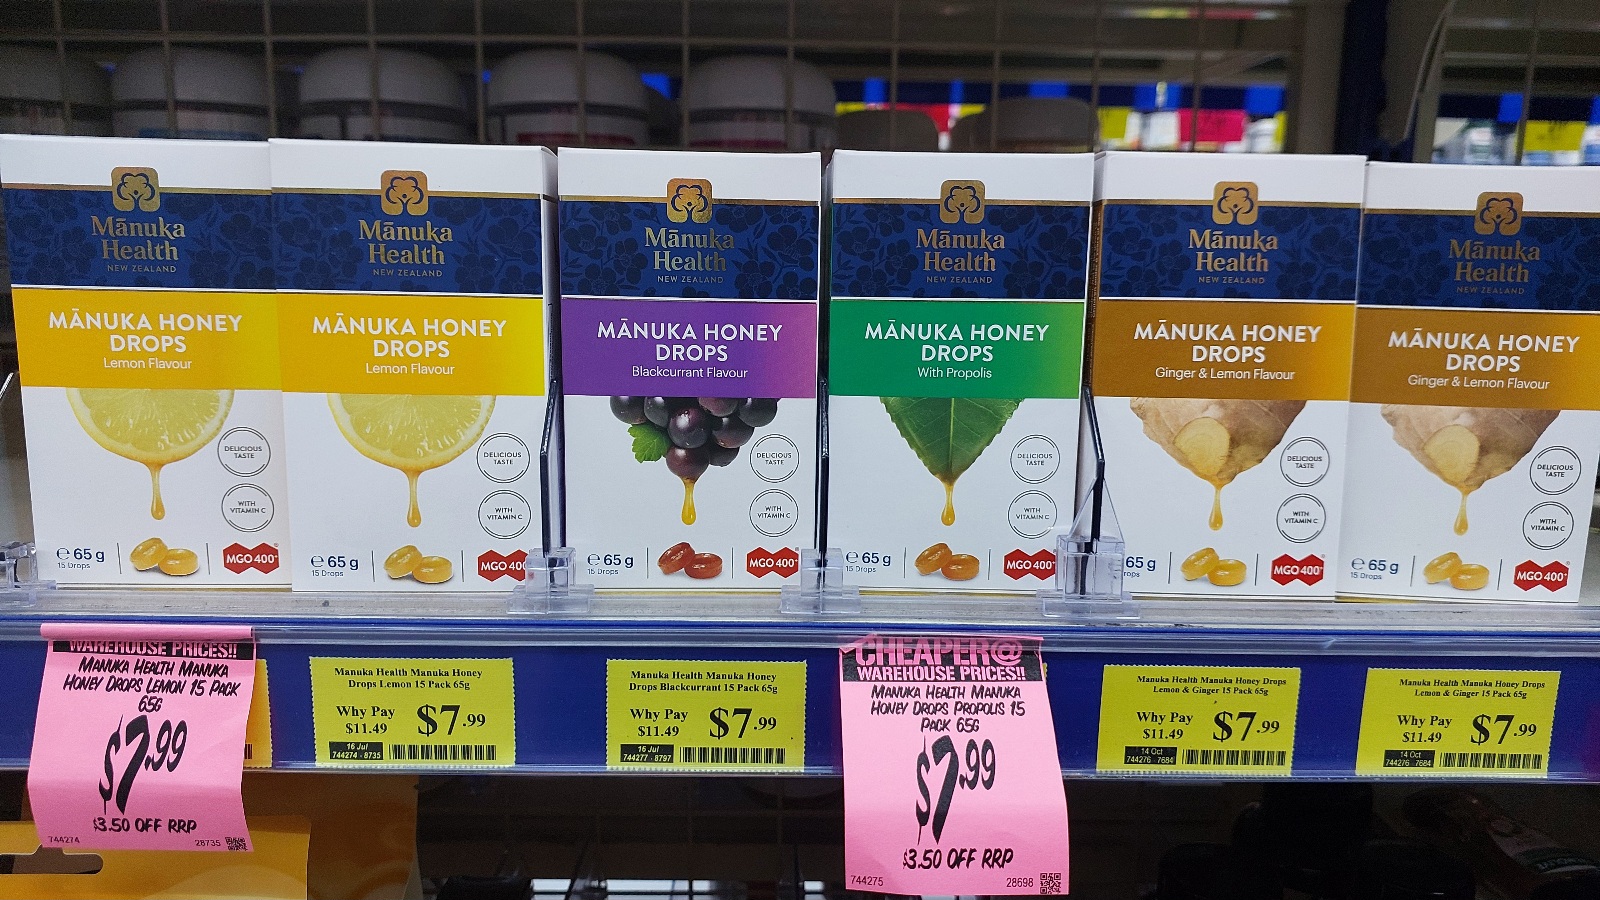 Mānuka
Health
NEW ZEALAND
MĀNUKA HONEY
DROPS
Lemon Flavour
DELICIOUS
TASTE
WITH
VITAMIN C
e 65 g
15 Drops
MGO 400+
Mānuka
Health
NEW ZEALAND
MĀNUKA HONEY
DROPS
Lemon Flavour
DELICIOUS
TASTE
WITH
VITAMIN C
e 65 g
15 Drops
MGO 400
Mānuka
Health
NEW ZEALAND
MĀNUKA HONEY
DROPS
Blackcurrant Flavour
DELICIOUS
TASTE
WITH
VITAMIN C
e 65 g
15 Drops
MGO 400+
Mānuka
Health
NEW ZEALAND
MĀNUKA HONEY
DROPS
With Propolis
DELICIOUS
TASTE
WITH
VITAMIN C
e 65 g
15 Drops
MGO 400+
Mānuka
Health
NEW ZEALAND
MĀNUKA HONEY
DROPS
Ginger & Lemon Flavour
DELICIOUS
TASTE
WITH
VITAMIN C
65 g
rops
MGO 400+
Mānuka
Health
NEW ZEALAND
MĀNUKA HONEY
DROPS
Ginger & Lemon Flavour
DELICIOUS
TASTE
WITH
VITAMIN C
e 65 g
15 Drops
MGO 400+
WAREHOUSE PRICES!!
MANUKA HEALTH MANUKA
HONEY DROPS LEMON 15 PACK
65G
$7.99
$3.50 OFF RRP
744274 28735
Manuka Health Manuka Honey
Drops Lemon 15 Pack 65g
Why Pay
$11.49
$7.99
16 Jul
744274 - 8735
Manuka Health Manuka Honey
Drops Blackcurrant 15 Pack 65g
Why Pay
$11.49
$7.99
16 Jul
744277 - 8797
CHEAPER@
WAREHOUSE PRICES!!
MANUKA HEALTH MANUKA
HONEY DROPS PROPOLIS 15
PACK 65G
$7.99
$3.50 OFF RRP
744275 28698
Manuka Health Manuka Honey Drops
Lemon & Ginger 15 Pack 65g
Why Pay
$11.49
$7.99
14 Oct
744276 - 7684
Manuka Health Manuka Honey Drops
Lemon & Ginger 15 Pack 65g
Why Pay
$11.49
$7.99
14 Oct
744276 - 7684